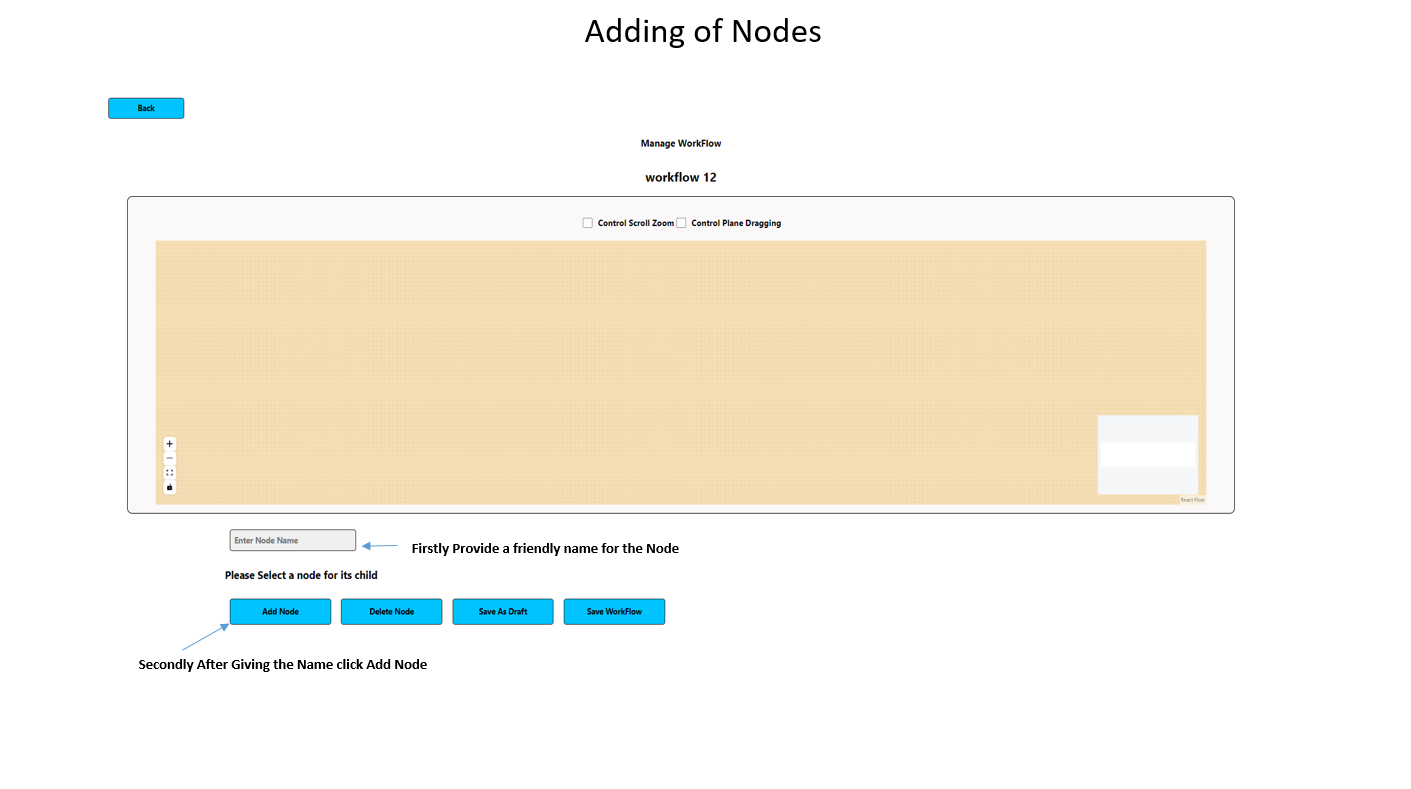 Adding of Nodes
Back
Manage WorkFlow
workflow 12
Control Scroll Zoom Control Plane Dragging
React Flow
Enter Node Name
Firstly Provide a friendly name for the Node
Please Select a node for its child
Add Node Delete Node Save As Draft Save WorkFlow
Secondly After Giving the Name click Add Node